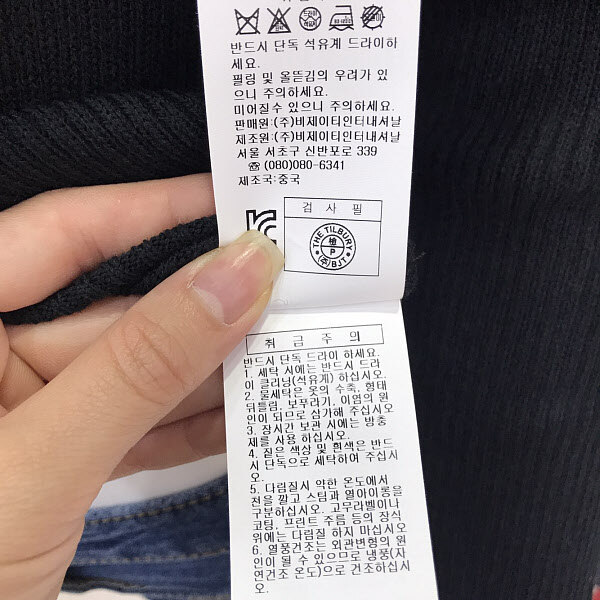 반드시 단독 석유계 드라이하
세요.
필링 및 올뜯김의 우려가 있
으니 주의하세요.
미어질수 있으니 주의하세요.
판매원:(주)비제이티인터내셔날
제조원:(주)비제이티인터내셔날
서울 서초구 신반포로 339
☎(080)080-6341
제조국:중국
검 사 필
THE TILBURY
檢
P
(주)BJT
취 급 주 의
반드시 단독 드라이 하세요.
1. 세탁 시에는 반드시 드라
이 클리닝(석유계) 하십시오.
2. 물세탁은 옷의 수축, 형태
뒤틀림, 보푸라기, 이염의 원
인이 되므로 삼가해 주십시오
3. 장시간 보관 시에는 방충
제를 사용 하십시오.
4. 짙은 색상 및 흰색은 반드
시 단독으로 세탁하여 주십시
오.
5. 다림질시 약한 온도에서
천을 깔고 스팀과 열아이롱을
구분하십시오. 고무라벨이나
코팅, 프린트 주름 등의 장식
위에는 다림질 하지 마십시오
6. 열풍건조는 외관변형의 원
인이 될 수 있으므로 냉풍(자
연건조 온도)으로 건조하십시
오.